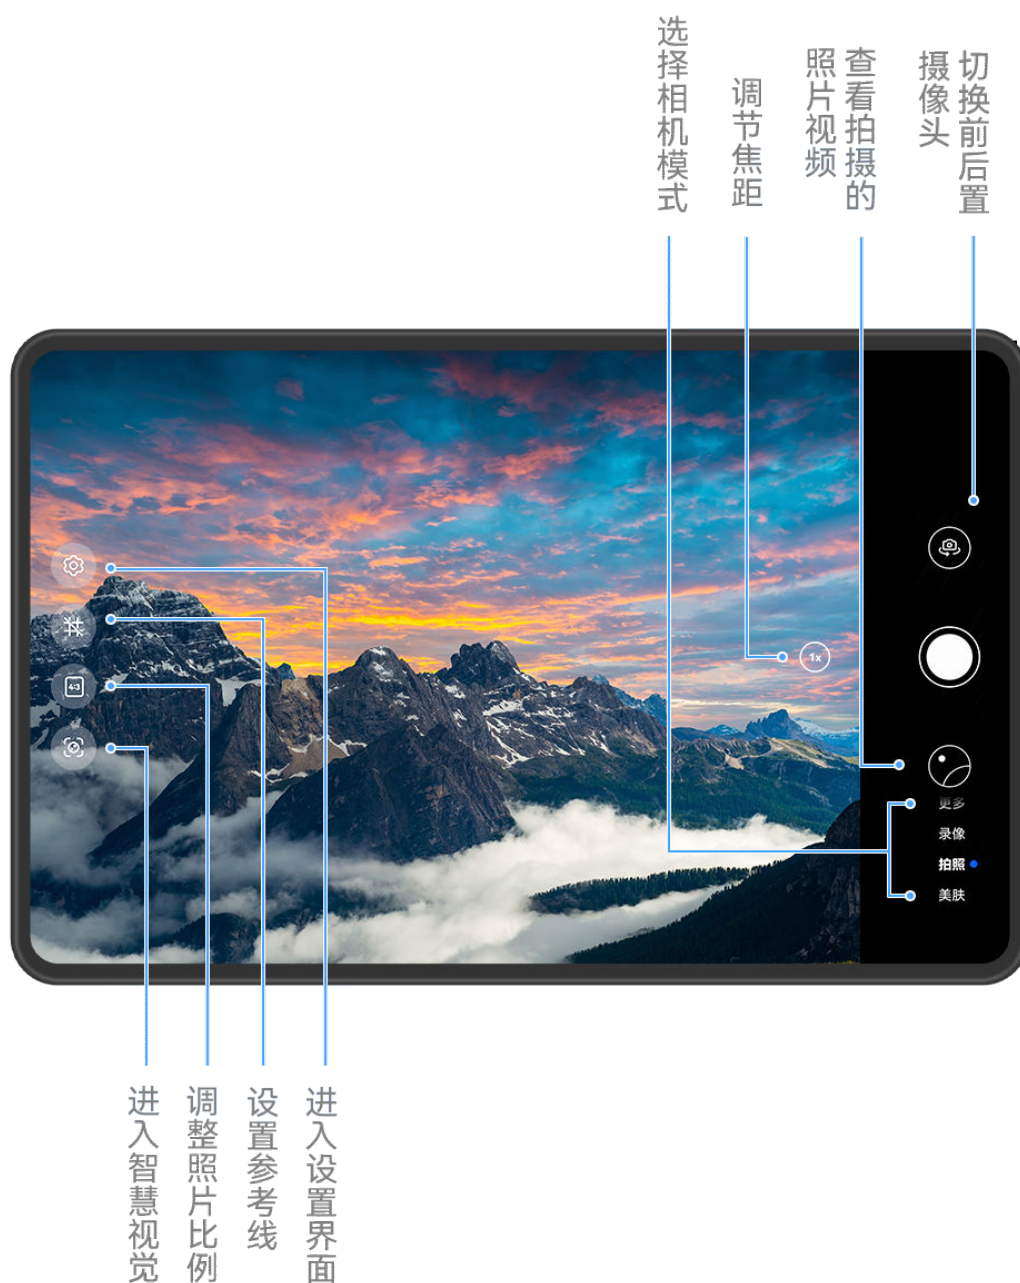 选择相机模式
调节焦距
查看拍摄的
照片视频
切换前后置
摄像头
4:3
1x
更多
录像
拍照
美肤
进入智慧视觉
调整照片比例
设置参考线
进入设置界面